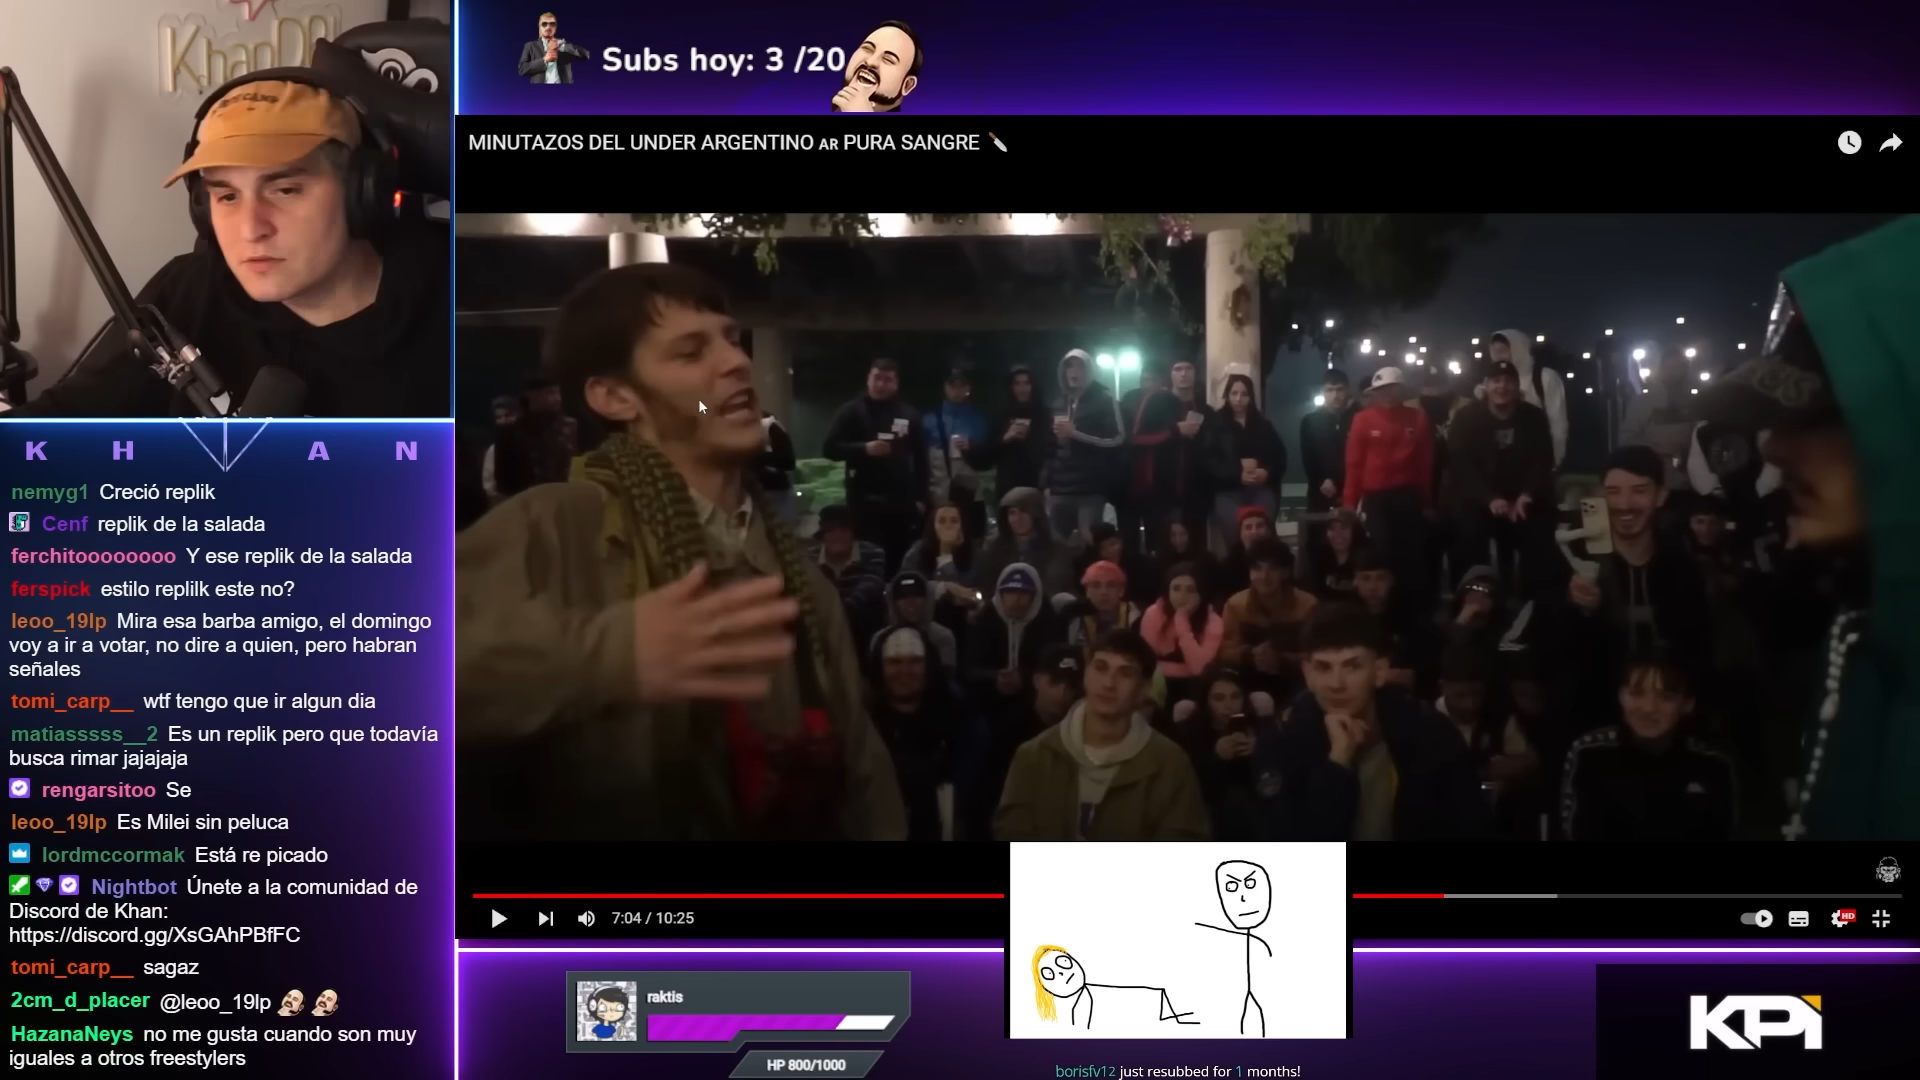 KhanDPI
Subs hoy: 3 /20
MINUTAZOS DEL UNDER ARGENTINO AR PURA SANGRE
K H A N
nemyg1 Creció replik
Cenf replik de la salada
ferchitoooooooo Y ese replik de la salada
ferspick estilo replilk este no?
leoo_19lp Mira esa barba amigo, el domingo
voy a ir a votar, no dire a quien, pero habran
señales
tomi_carp__ wtf tengo que ir algun dia
matiasssss__2 Es un replik pero que todavía
busca rimar jajajaja
rengarsitoo Se
leoo_19lp Es Milei sin peluca
lordmccormak Está re picado
Nightbot Únete a la comunidad de
Discord de Khan:
https://discord.gg/XsGAhPBfFC
tomi_carp__ sagaz
2cm_d_placer @leoo_19lp
HazanaNeys no me gusta cuando son muy
iguales a otros freestylers
7:04 / 10:25
HD
raktis
HP 800/1000
borisfv12 just resubbed for 1 months!
KPi